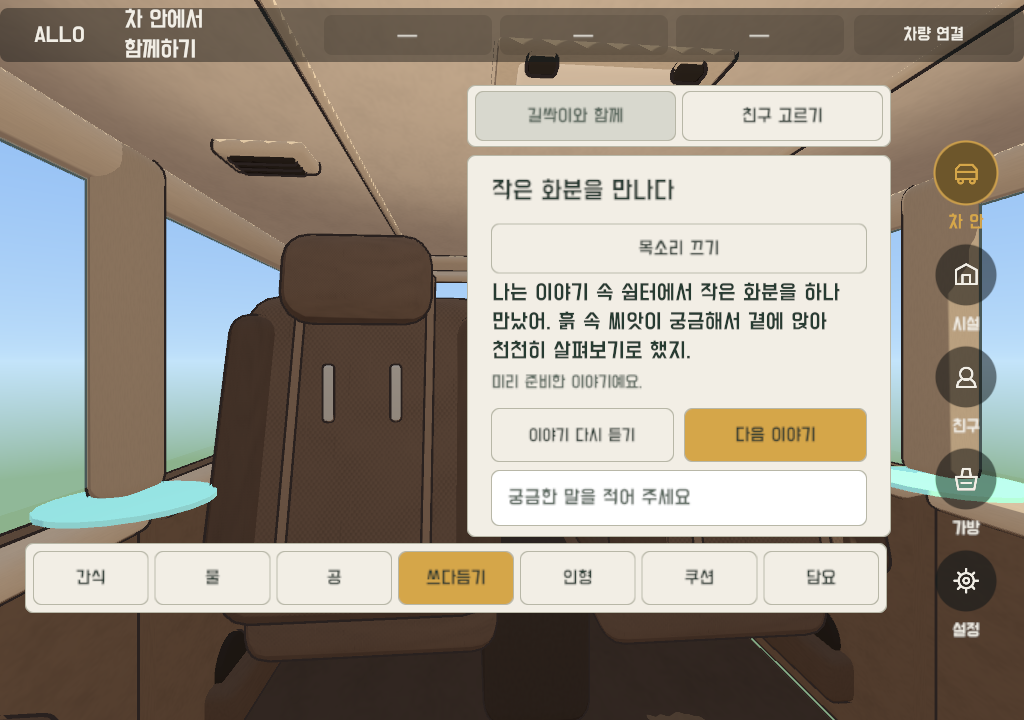 ALLO
차 안에서
함께하기
—
—
—
차량 연결
길싹이와 함께
친구 고르기
작은 화분을 만나다
목소리 끄기
나는 이야기 속 쉼터에서 작은 화분을 하나
만났어. 흙 속 씨앗이 궁금해서 곁에 앉아
천천히 살펴보기로 했지.
미리 준비한 이야기예요.
이야기 다시 듣기
다음 이야기
궁금한 말을 적어 주세요
간식
물
공
쓰다듬기
인형
쿠션
담요
차 안
시설
친구
가방
설정